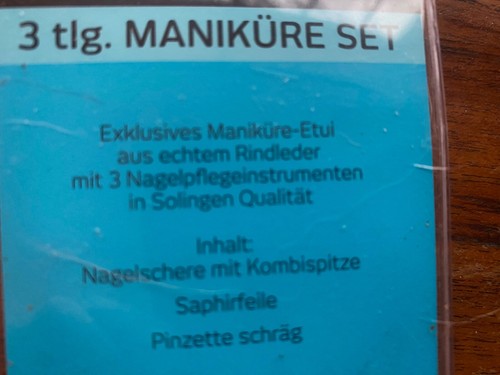 3 tlg. MANIKÜRE SET
Exklusives Maniküre-Etui
aus echtem Rindleder
mit 3 Nagelpflegeinstrumenten
in Solingen Qualität
Inhalt:
Nagelschere mit Kombispitze
Saphirfeile
Pinzette schräg